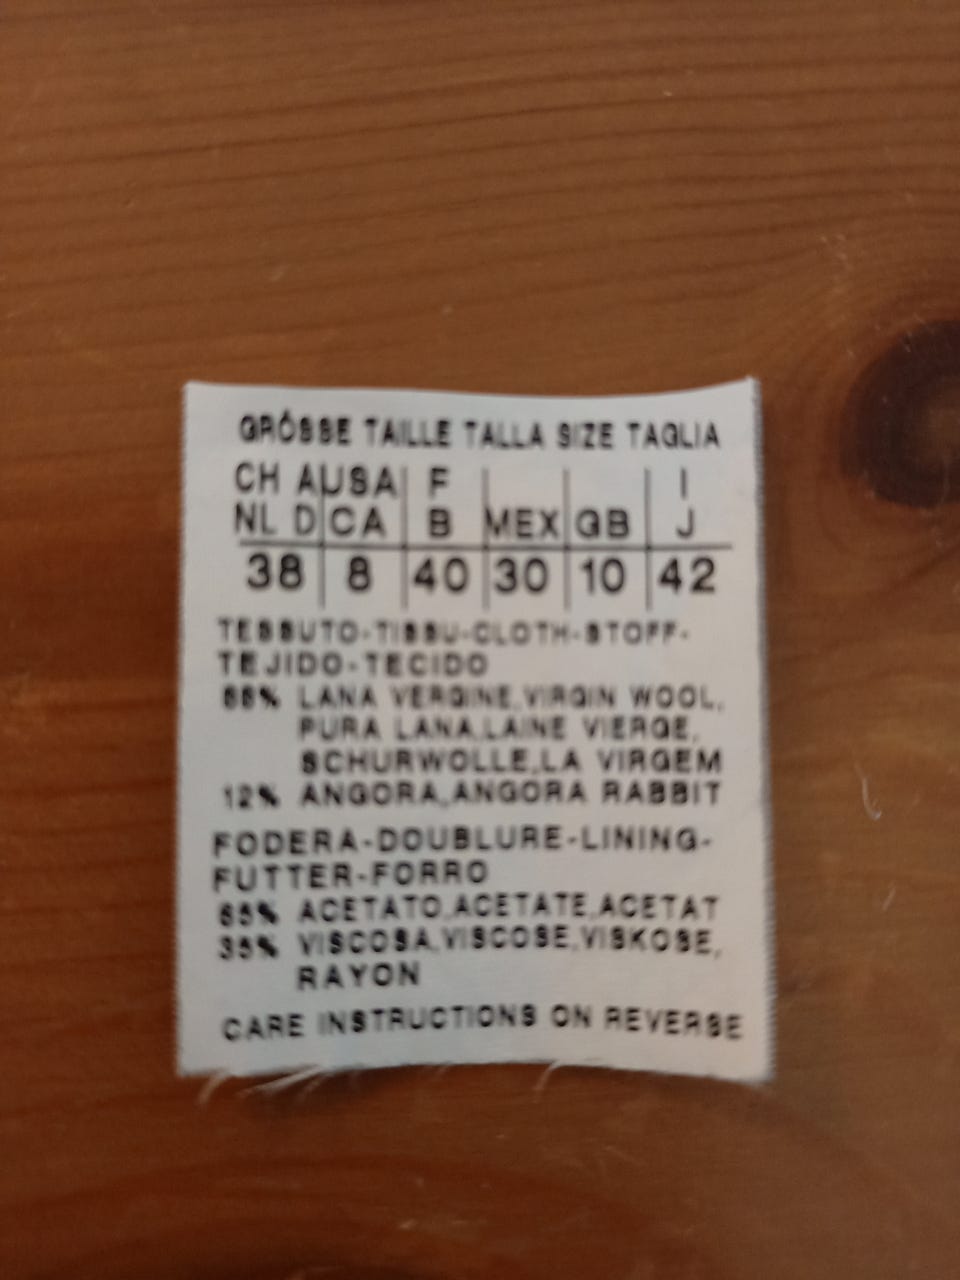 GRÖSSE TAILLE TALLA SIZE TAGLIA
CH A USA F I
NL D CA B MEX GB J
38 8 40 30 10 42
TESSUTO-TISSU-CLOTH-STOFF-
TEJIDO-TECIDO
88% LANA VERGINE,VIRGIN WOOL,
PURA LANA,LAINE VIERGE,
SCHURWOLLE,LA VIRGEM
12% ANGORA,ANGORA RABBIT
FODERA-DOUBLURE-LINING-
FUTTER-FORRO
65% ACETATO,ACETATE,ACETAT
35% VISCOSA,VISCOSE,VISKOSE,
RAYON
CARE INSTRUCTIONS ON REVERSE